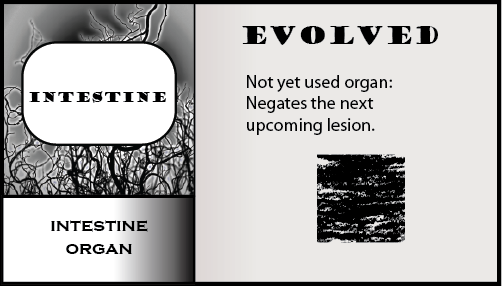 INTESTINE
INTESTINE
ORGAN
EVOLVED
Not yet used organ:
Negates the next
upcoming lesion.